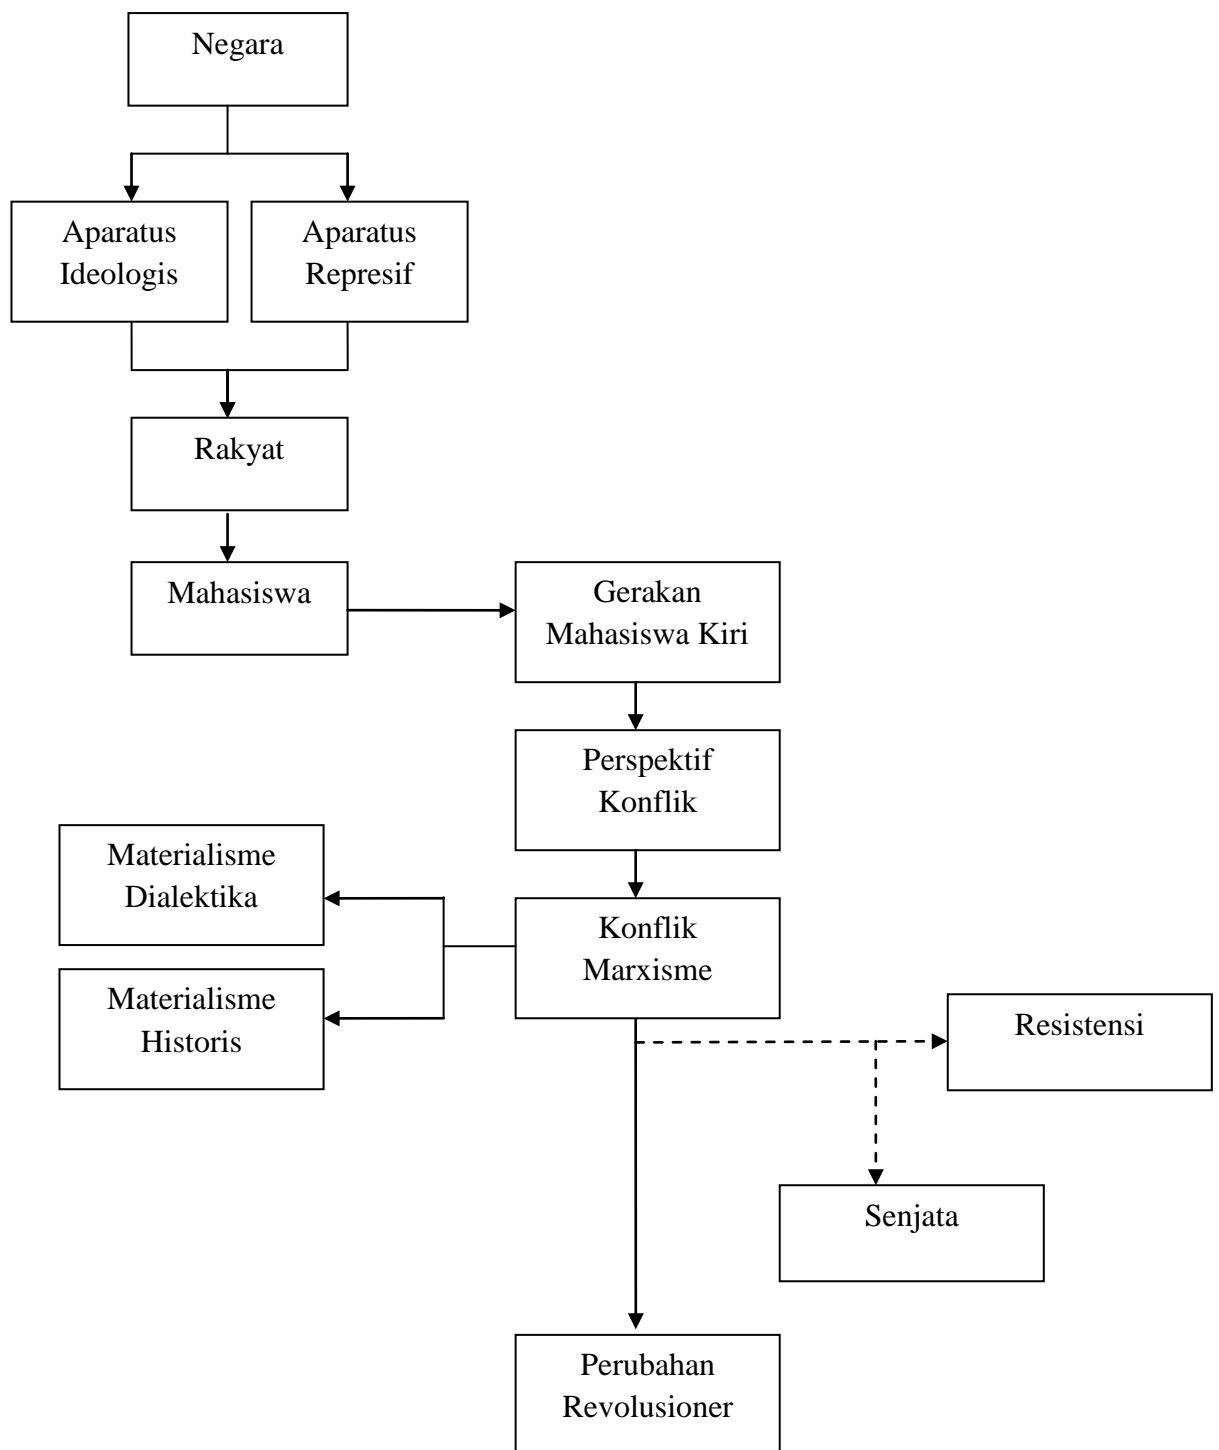 Negara
Aparatus
Ideologis
Aparatus
Represif
Rakyat
Mahasiswa
Gerakan
Mahasiswa Kiri
Perspektif
Konflik
Materialisme
Dialektika
Konflik
Marxisme
Materialisme
Historis
Resistensi
Senjata
Perubahan
Revolusioner